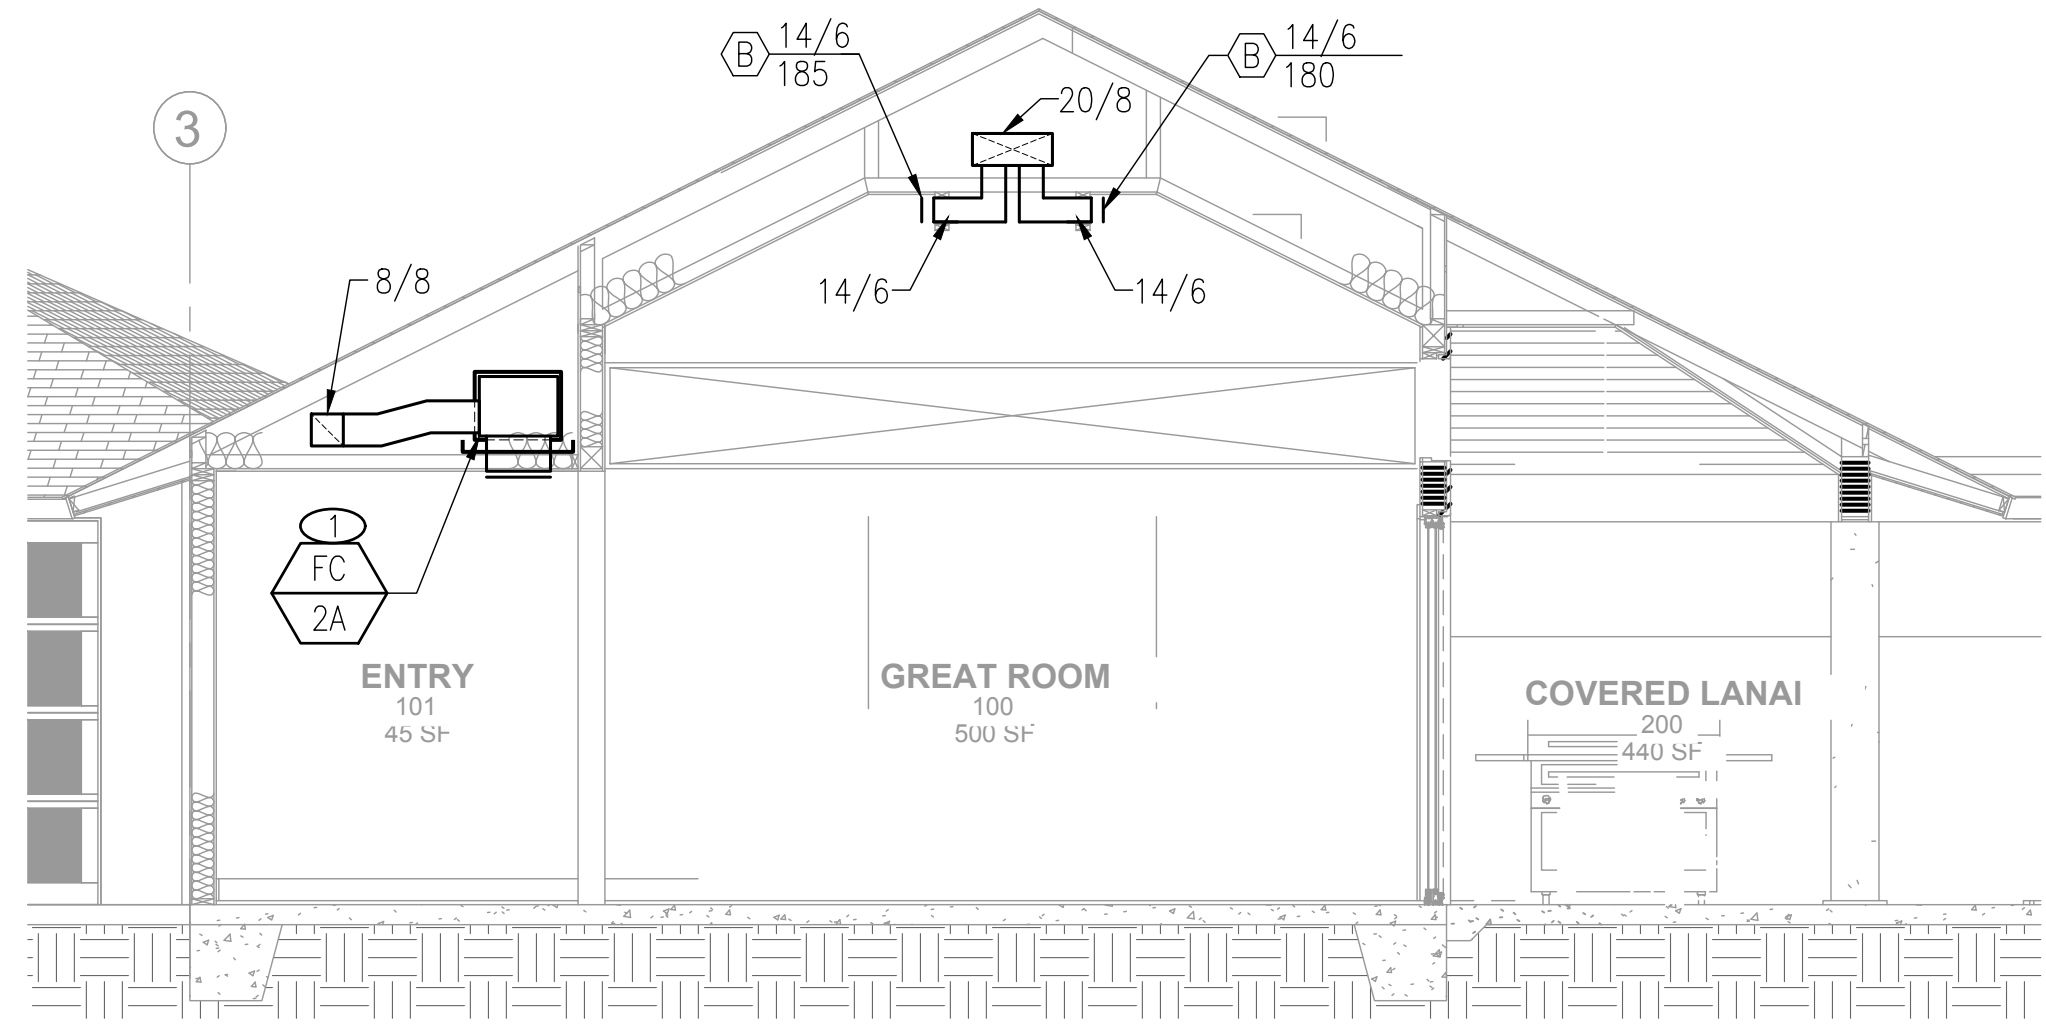 14/6
B
185
14/6
B
180
20/8
3
8/8
14/6
14/6
1
FC
2A
ENTRY
101
45 SF
GREAT ROOM
100
500 SF
COVERED LANAI
200
440 SF